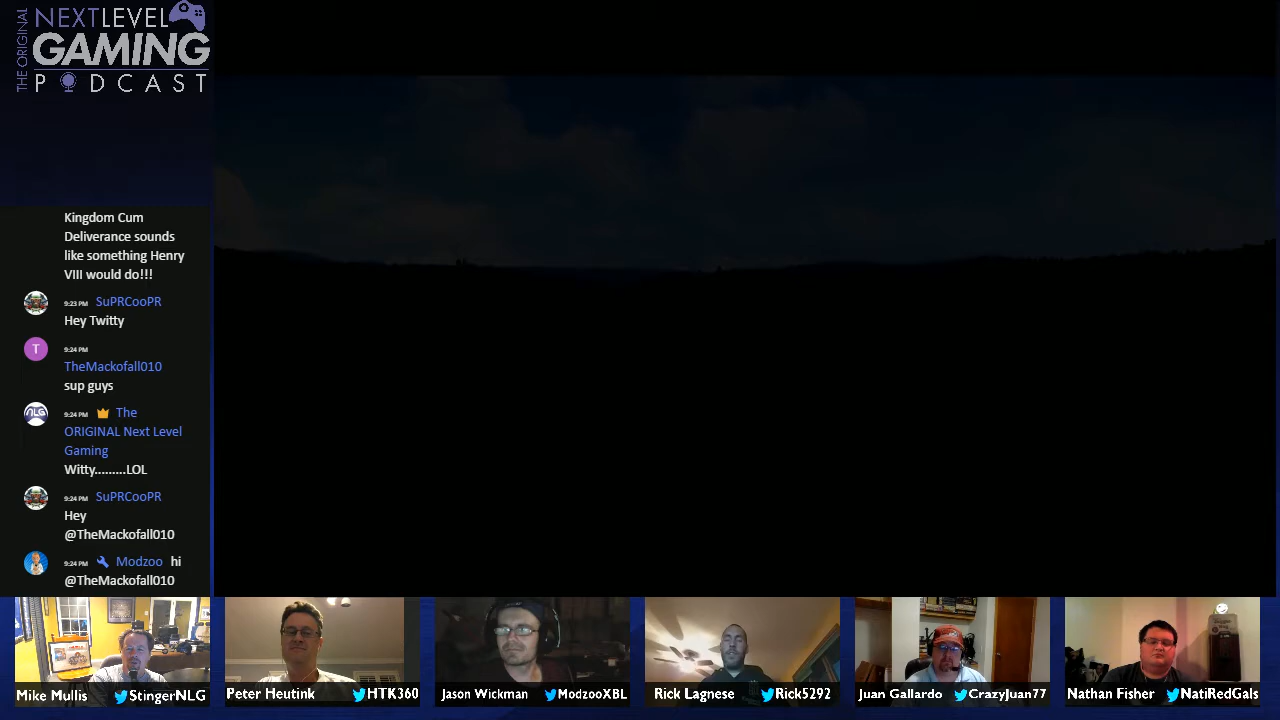 THE ORIGINAL
NEXTLEVEL
GAMING
PODCAST
Kingdom Cum
Deliverance sounds
like something Henry
VIII would do!!!
9:23 PM SuPRCooPR
Hey Twitty
T
9:24 PM
TheMackofall010
sup guys
NLG
9:24 PM The
ORIGINAL Next Level
Gaming
Witty.........LOL
9:24 PM SuPRCooPR
Hey
@TheMackofall010
9:24 PM Modzoo hi
@TheMackofall010
Mike Mullis StingerNLG
Peter Heutink HTK360
Jason Wickman ModzooXBL
Rick Lagnese Rick5292
Juan Gallardo CrazyJuan77
Nathan Fisher NatiRedGals